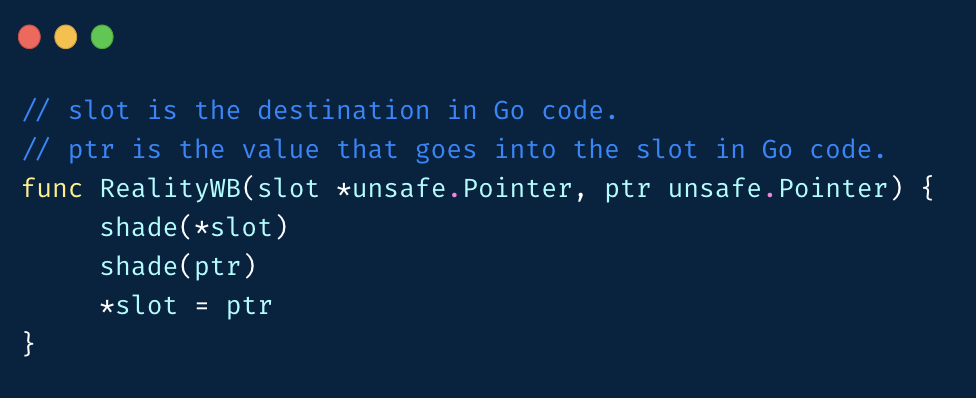 // slot is the destination in Go code.
// ptr is the value that goes into the slot in Go code.
func RealityWB(slot *unsafe.Pointer, ptr unsafe.Pointer) {
     shade(*slot)
     shade(ptr)
     *slot = ptr
}